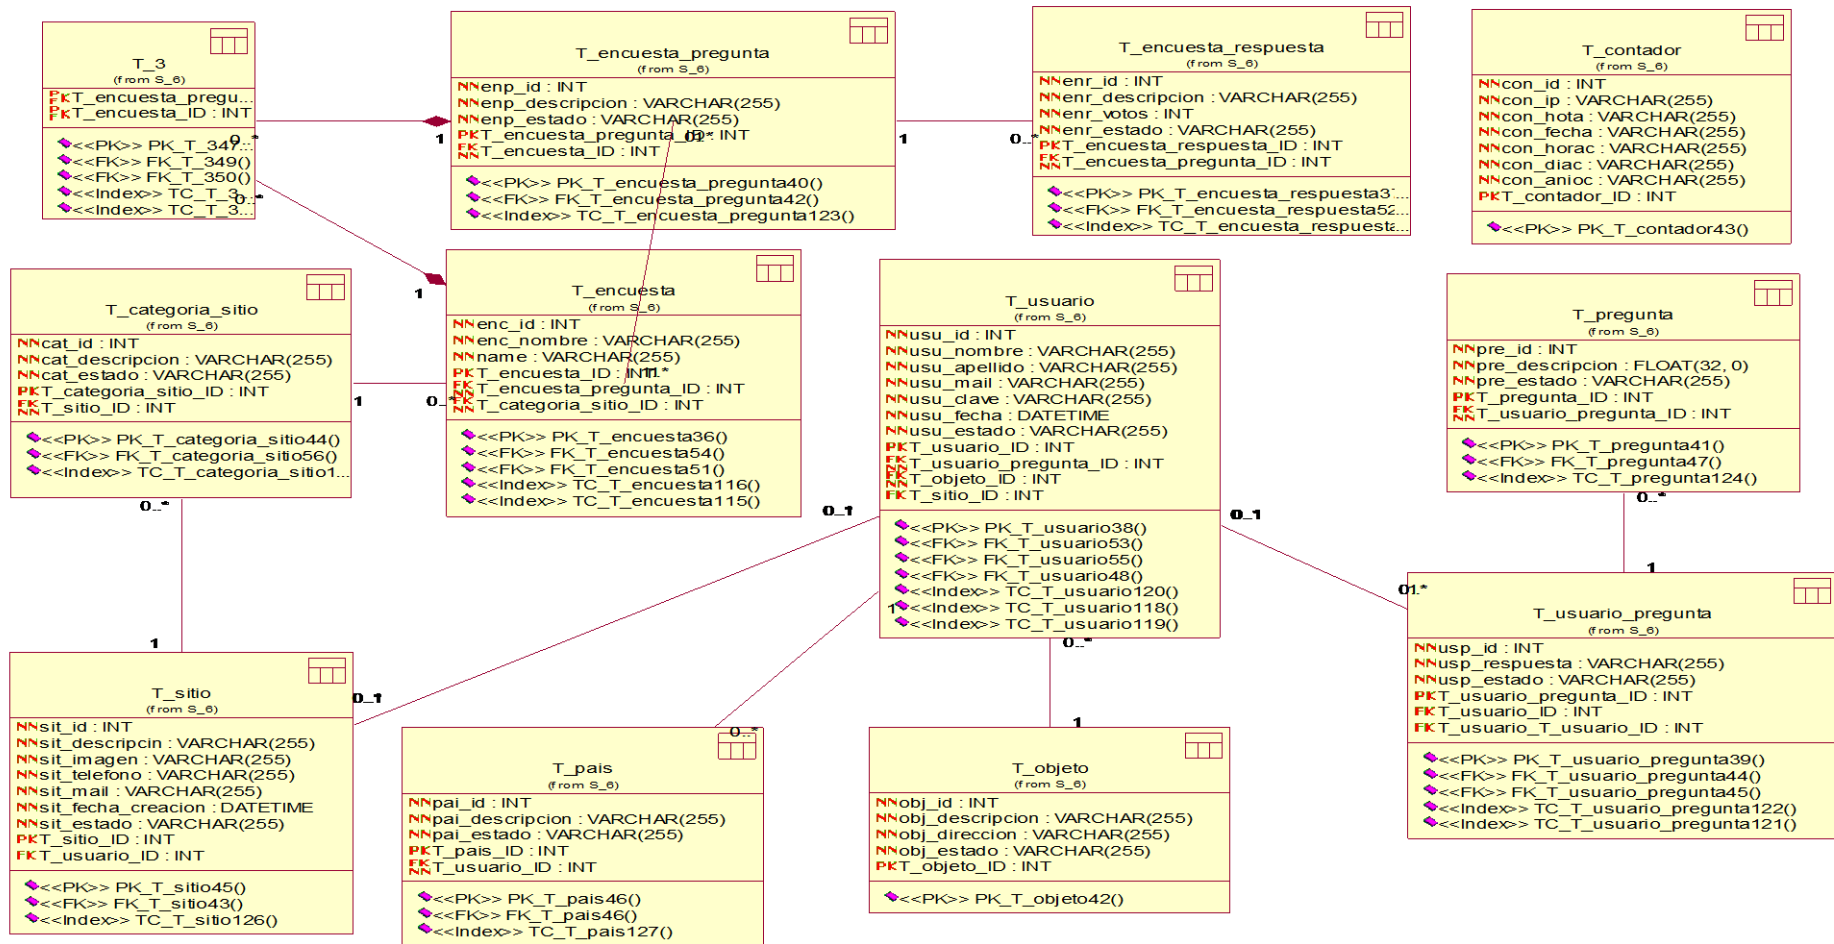 T_3
(from S_6)
PK T_encuesta_pregu...
FK T_encuesta_ID : INT
<<PK>> PK_T_347...
<<FK>> FK_T_349()
<<FK>> FK_T_350()
<<Index>> TC_T_3...
<<Index>> TC_T_3...
0..*
0..*
1
1
T_encuesta_pregunta
(from S_6)
NN enp_id : INT
NN enp_descripcion : VARCHAR(255)
NN enp_estado : VARCHAR(255)
PK T_encuesta_pregunta_ID : INT
FK NN T_encuesta_ID : INT
<<PK>> PK_T_encuesta_pregunta40()
<<FK>> FK_T_encuesta_pregunta42()
<<Index>> TC_T_encuesta_pregunta123()
1
0..*
T_encuesta_respuesta
(from S_6)
NN enr_id : INT
NN enr_descripcion : VARCHAR(255)
NN enr_votos : INT
NN enr_estado : VARCHAR(255)
PK T_encuesta_respuesta_ID : INT
FK NN T_encuesta_pregunta_ID : INT
<<PK>> PK_T_encuesta_respuesta3...
<<FK>> FK_T_encuesta_respuesta52...
<<Index>> TC_T_encuesta_respuesta...
T_contador
(from S_6)
NN con_id : INT
NN con_ip : VARCHAR(255)
NN con_hota : VARCHAR(255)
NN con_fecha : VARCHAR(255)
NN con_horac : VARCHAR(255)
NN con_diac : VARCHAR(255)
NN con_anioc : VARCHAR(255)
PK T_contador_ID : INT
<<PK>> PK_T_contador43()
T_categoria_sitio
(from S_6)
NN cat_id : INT
NN cat_descripcion : VARCHAR(255)
NN cat_estado : VARCHAR(255)
PK T_categoria_sitio_ID : INT
FK NN T_sitio_ID : INT
<<PK>> PK_T_categoria_sitio44()
<<FK>> FK_T_categoria_sitio56()
<<Index>> TC_T_categoria_sitio1...
1
0..*
0..*
1
T_encuesta
(from S_6)
NN enc_id : INT
NN enc_nombre : VARCHAR(255)
NN name : VARCHAR(255)
PK T_encuesta_ID : INT
FK NN T_encuesta_pregunta_ID : INT
FK NN T_categoria_sitio_ID : INT
<<PK>> PK_T_encuesta36()
<<FK>> FK_T_encuesta54()
<<FK>> FK_T_encuesta51()
<<Index>> TC_T_encuesta116()
<<Index>> TC_T_encuesta115()
T_usuario
(from S_6)
NN usu_id : INT
NN usu_nombre : VARCHAR(255)
NN usu_apellido : VARCHAR(255)
NN usu_mail : VARCHAR(255)
NN usu_clave : VARCHAR(255)
NN usu_fecha : DATETIME
NN usu_estado : VARCHAR(255)
PK T_usuario_ID : INT
FK NN T_usuario_pregunta_ID : INT
FK NN T_objeto_ID : INT
FK T_sitio_ID : INT
<<PK>> PK_T_usuario38()
<<FK>> FK_T_usuario53()
<<FK>> FK_T_usuario55()
<<FK>> FK_T_usuario48()
<<Index>> TC_T_usuario120()
<<Index>> TC_T_usuario118()
<<Index>> TC_T_usuario119()
0..1
0..1
1
0..*
T_pregunta
(from S_6)
NN pre_id : INT
NN pre_descripcion : FLOAT(32, 0)
NN pre_estado : VARCHAR(255)
PK T_pregunta_ID : INT
FK NN T_usuario_pregunta_ID : INT
<<PK>> PK_T_pregunta41()
<<FK>> FK_T_pregunta47()
<<Index>> TC_T_pregunta124()
0..*
1
T_sitio
(from S_6)
NN sit_id : INT
NN sit_descripcin : VARCHAR(255)
NN sit_imagen : VARCHAR(255)
NN sit_telefono : VARCHAR(255)
NN sit_mail : VARCHAR(255)
NN sit_fecha_creacion : DATETIME
NN sit_estado : VARCHAR(255)
PK T_sitio_ID : INT
FK T_usuario_ID : INT
<<PK>> PK_T_sitio45()
<<FK>> FK_T_sitio43()
<<Index>> TC_T_sitio126()
0..*
T_pais
(from S_6)
NN pai_id : INT
NN pai_descripcion : VARCHAR(255)
NN pai_estado : VARCHAR(255)
PK T_pais_ID : INT
FK NN T_usuario_ID : INT
<<PK>> PK_T_pais46()
<<FK>> FK_T_pais46()
<<Index>> TC_T_pais127()
1
T_objeto
(from S_6)
NN obj_id : INT
NN obj_descripcion : VARCHAR(255)
NN obj_direccion : VARCHAR(255)
NN obj_estado : VARCHAR(255)
PK T_objeto_ID : INT
<<PK>> PK_T_objeto42()
T_usuario_pregunta
(from S_6)
NN usp_id : INT
NN usp_respuesta : VARCHAR(255)
NN usp_estado : VARCHAR(255)
PK T_usuario_pregunta_ID : INT
FK T_usuario_ID : INT
FK T_usuario_T_usuario_ID : INT
<<PK>> PK_T_usuario_pregunta39()
<<FK>> FK_T_usuario_pregunta44()
<<FK>> FK_T_usuario_pregunta45()
<<Index>> TC_T_usuario_pregunta122()
<<Index>> TC_T_usuario_pregunta121()